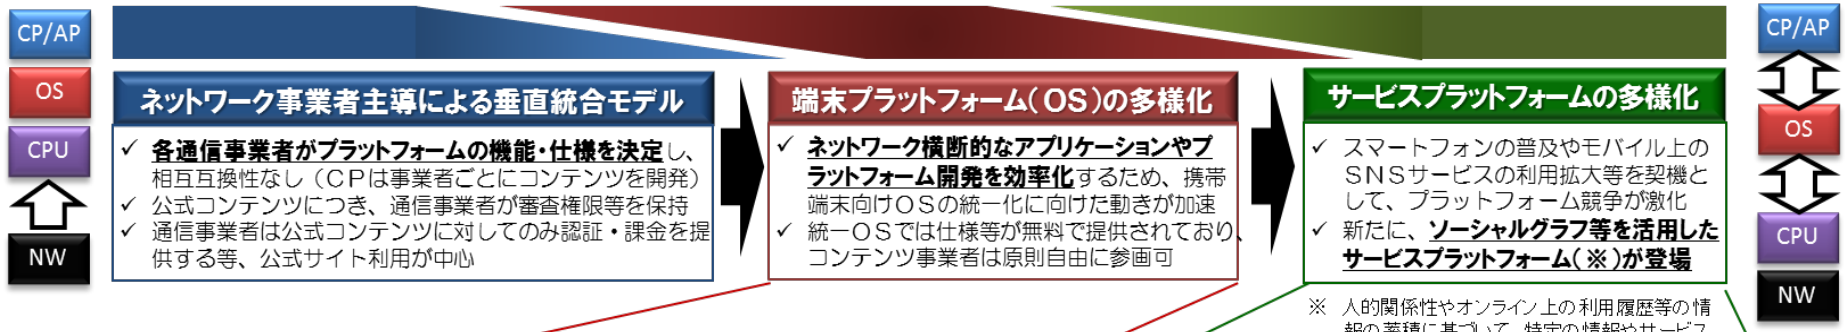 CP/AP
OS
CPU
NW
ネットワーク事業者主導による垂直統合モデル
✓ 各通信事業者がプラットフォームの機能・仕様を決定し、
相互互換性なし（ＣＰは事業者ごとにコンテンツを開発）
✓ 公式コンテンツにつき、通信事業者が審査権限等を保持
✓ 通信事業者は公式コンテンツに対してのみ認証・課金を提
供する等、公式サイト利用が中心
端末プラットフォーム（ＯＳ）の多様化
✓ ネットワーク横断的なアプリケーションやプ
ラットフォーム開発を効率化するため、携帯
端末向けＯＳの統一化に向けた動きが加速
✓ 統一ＯＳでは仕様等が無料で提供されており、
コンテンツ事業者は原則自由に参画可
サービスプラットフォームの多様化
✓ スマートフォンの普及やモバイル上の
ＳＮＳサービスの利用拡大等を契機と
して、プラットフォーム競争が激化
✓ 新たに、ソーシャルグラフ等を活用した
サービスプラットフォーム（※）が登場
※ 人的関係性やオンライン上の利用履歴等の情
報の蓄積に基づいて、特定の情報やサービス
CP/AP
OS
CPU
NW